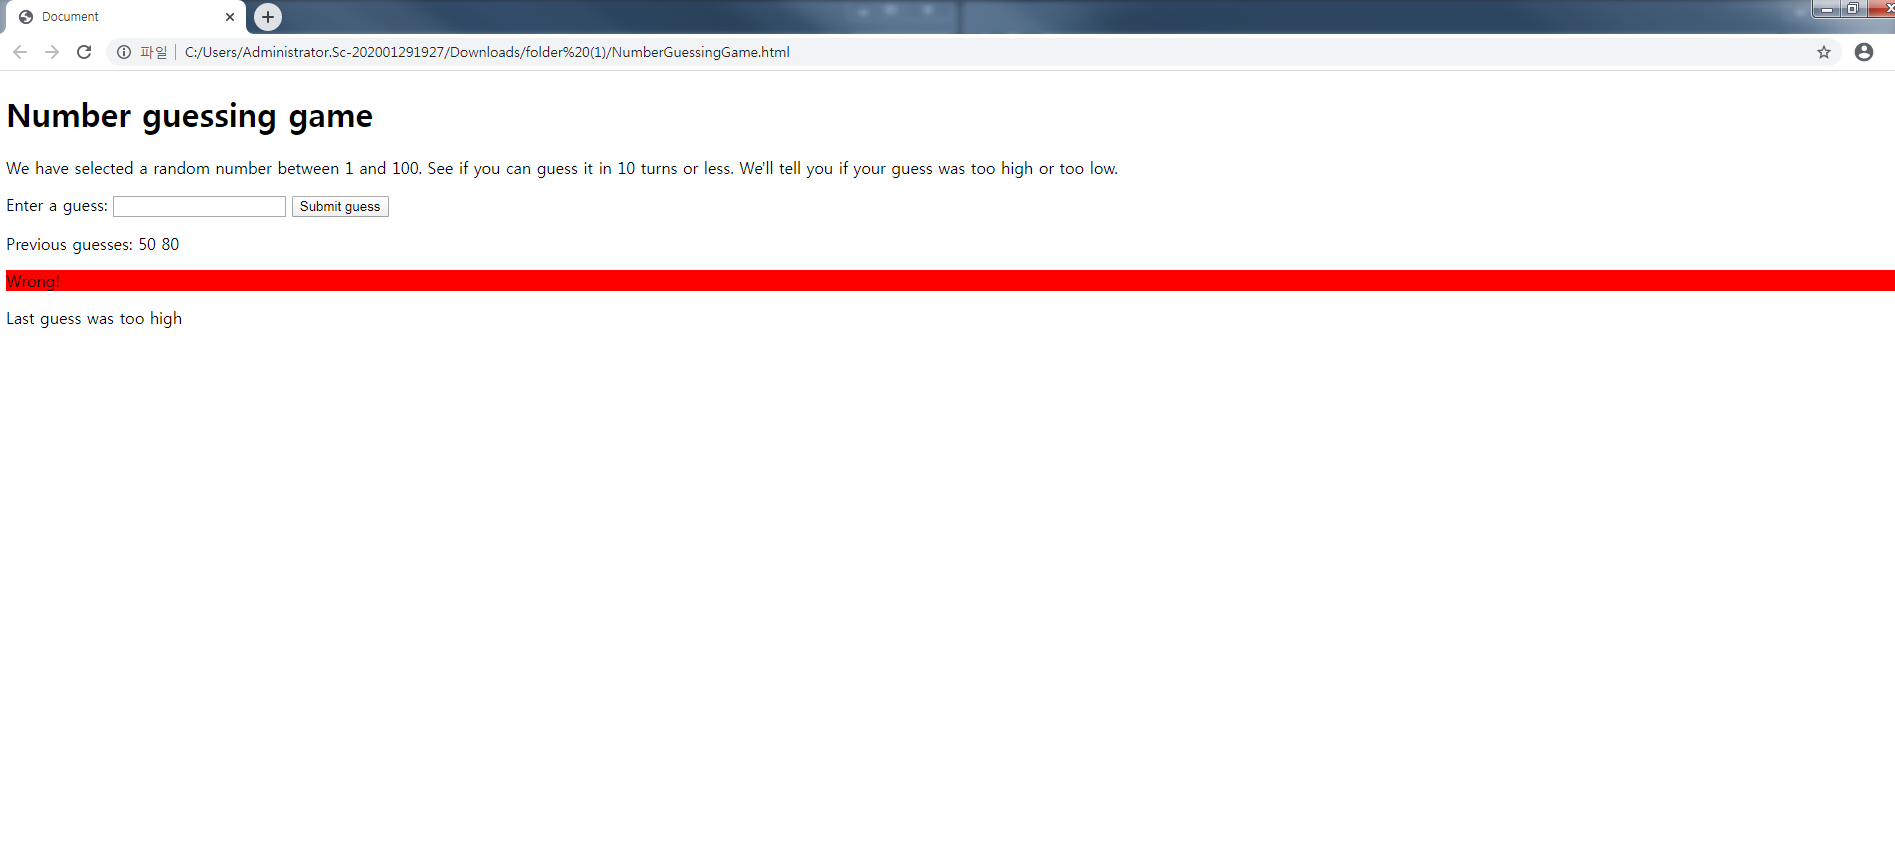 Document
파일 C:/Users/Administrator.Sc-202001291927/Downloads/folder%20(1)/NumberGuessingGame.html
Number guessing game
We have selected a random number between 1 and 100. See if you can guess it in 10 turns or less. We'll tell you if your guess was too high or too low.
Enter a guess: Submit guess
Previous guesses: 50 80
Wrong!
Last guess was too high